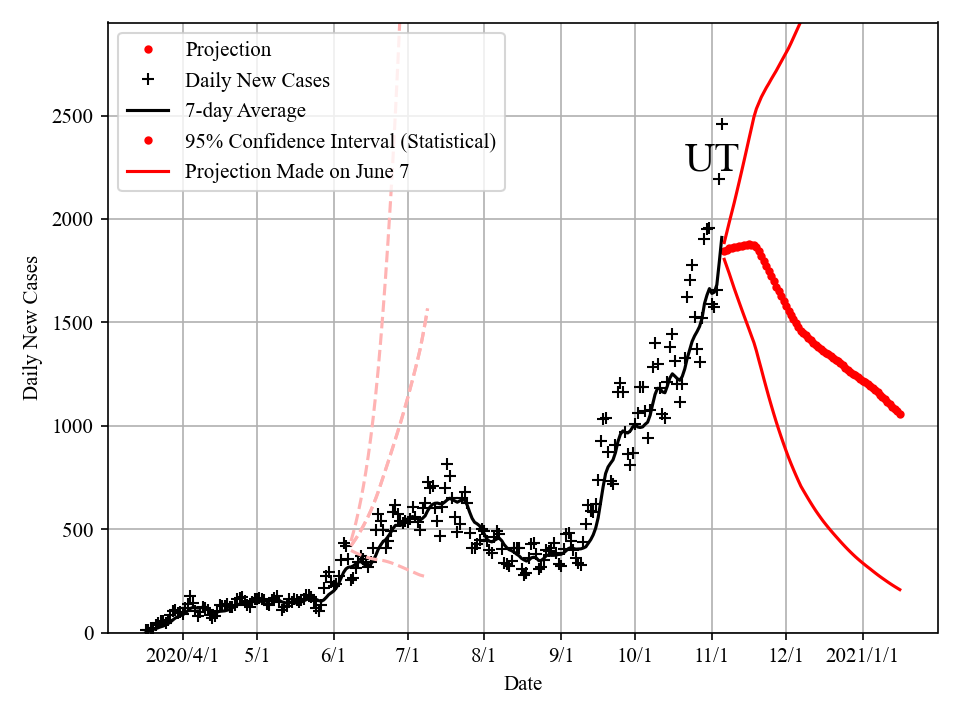 Projection
Daily New Cases
7-day Average
95% Confidence Interval (Statistical)
Projection Made on June 7
UT
Daily New Cases
2500
2000
1500
1000
500
0
2020/4/1 5/1 6/1 7/1 8/1 9/1 10/1 11/1 12/1 2021/1/1
Date